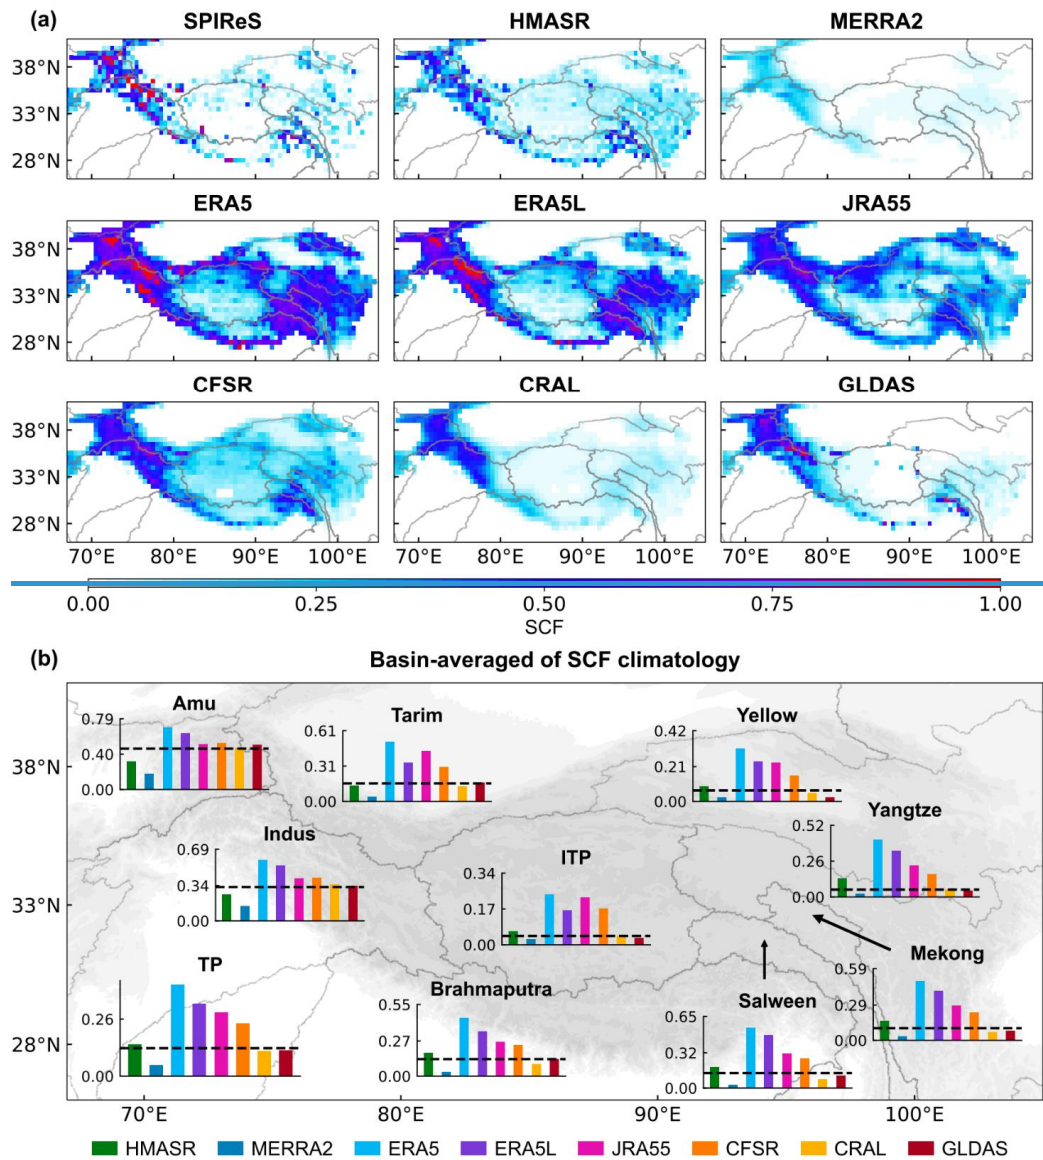 (a)
SPIReS HMASR MERRA2
38°N
33°N
28°N
ERA5 ERA5L JRA55
38°N
33°N
28°N
CFSR CRAL GLDAS
38°N
33°N
28°N
70°E 80°E 90°E 100°E 70°E 80°E 90°E 100°E 70°E 80°E 90°E 100°E
0.00 0.25 0.50 0.75 1.00
SCF
(b) Basin-averaged of SCF climatology
Amu
0.79
0.40
0.00
Tarim
0.61
0.31
0.00
Yellow
0.42
0.21
0.00
Yangtze
0.52
0.26
0.00
Indus
0.69
0.34
0.00
ITP
0.34
0.17
0.00
TP
0.26
0.00
Brahmaputra
0.55
0.27
0.00
Salween
0.65
0.32
0.00
Mekong
0.59
0.29
0.00
38°N
33°N
28°N
70°E 80°E 90°E 100°E
HMASR MERRA2 ERA5 ERA5L JRA55 CFSR CRAL GLDAS